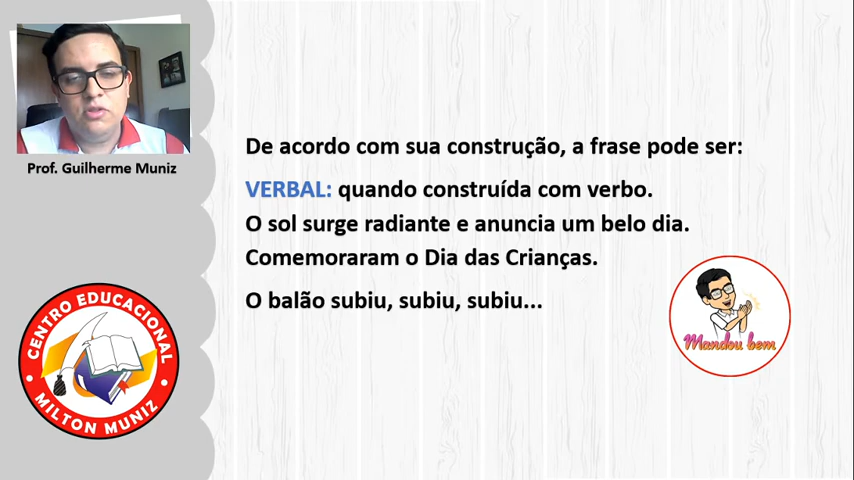 Prof. Guilherme Muniz
De acordo com sua construção, a frase pode ser:
VERBAL: quando construída com verbo.
O sol surge radiante e anuncia um belo dia.
Comemoraram o Dia das Crianças.
O balão subiu, subiu, subiu...
Mandou bem
CENTRO EDUCACIONAL
MILTON MUNIZ